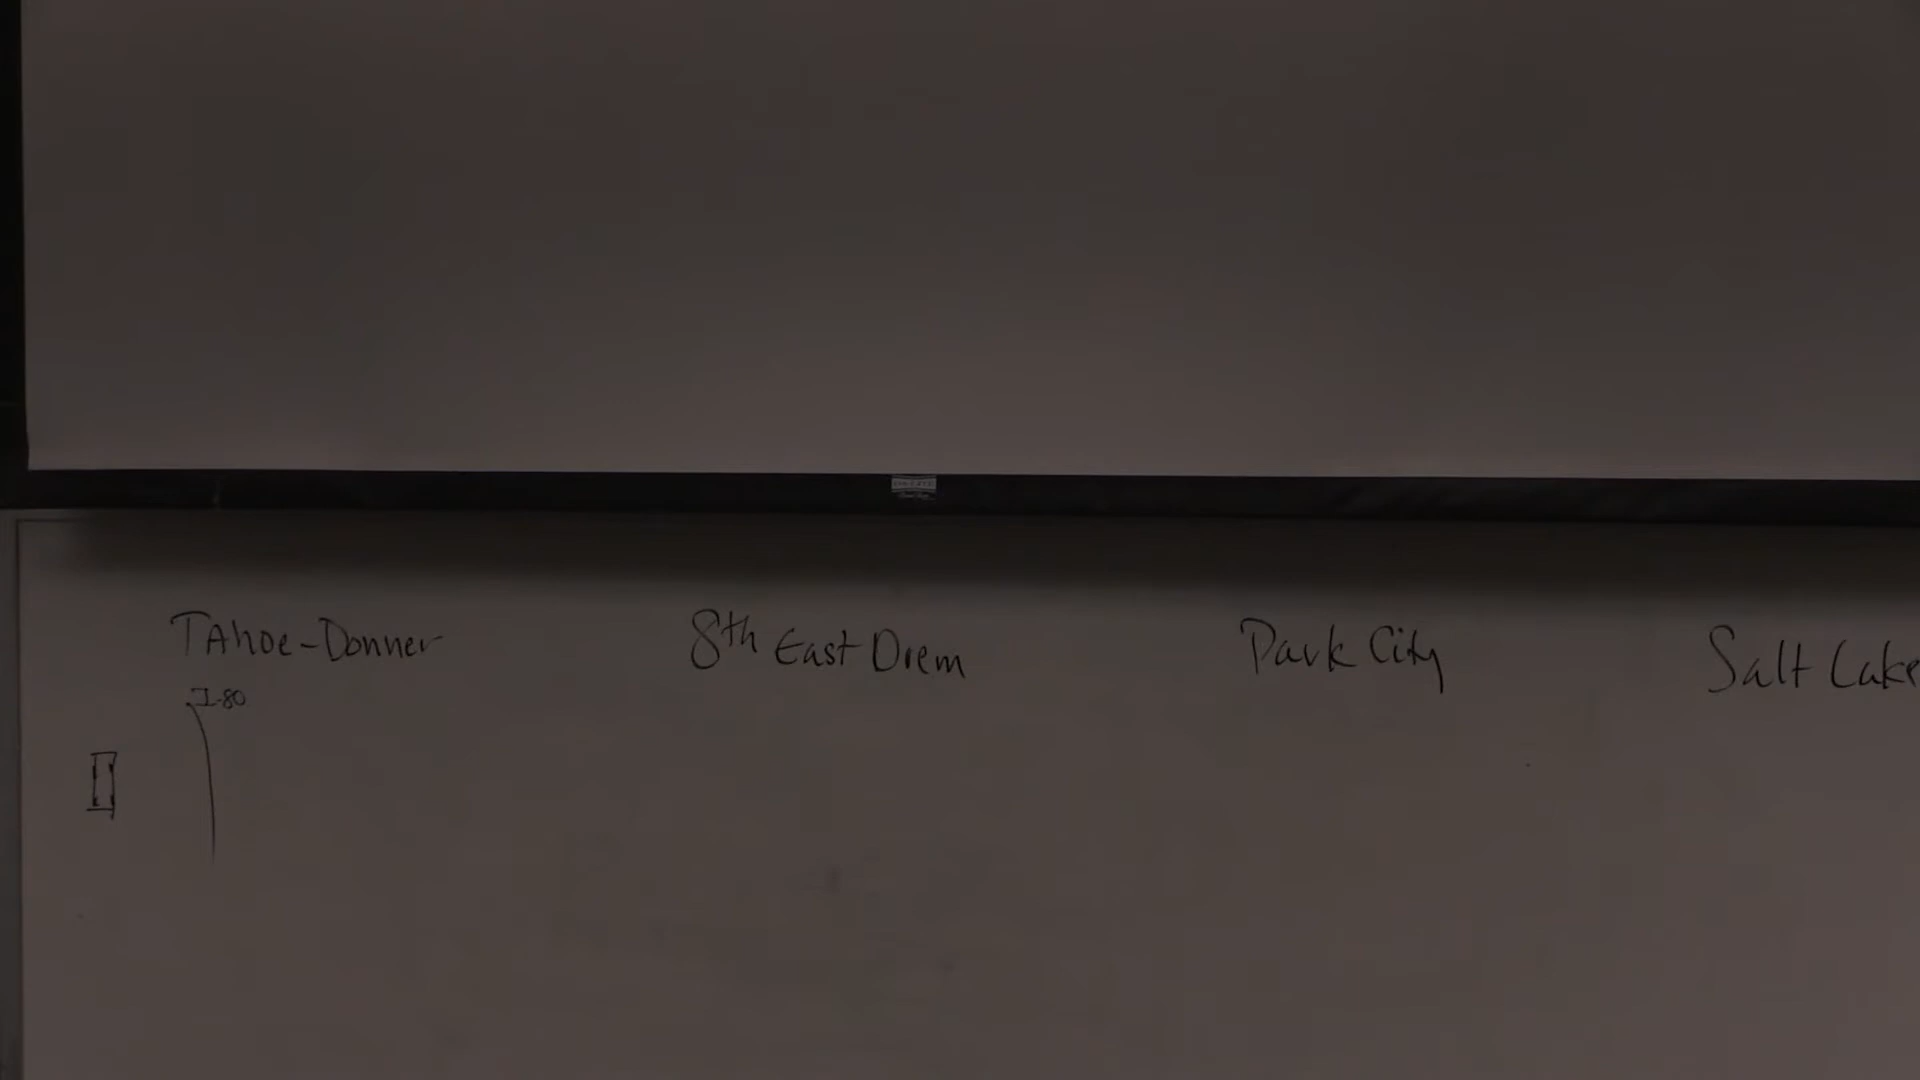 TAhoe-Donner
8th East Orem
Park City
Salt Lake
I-80